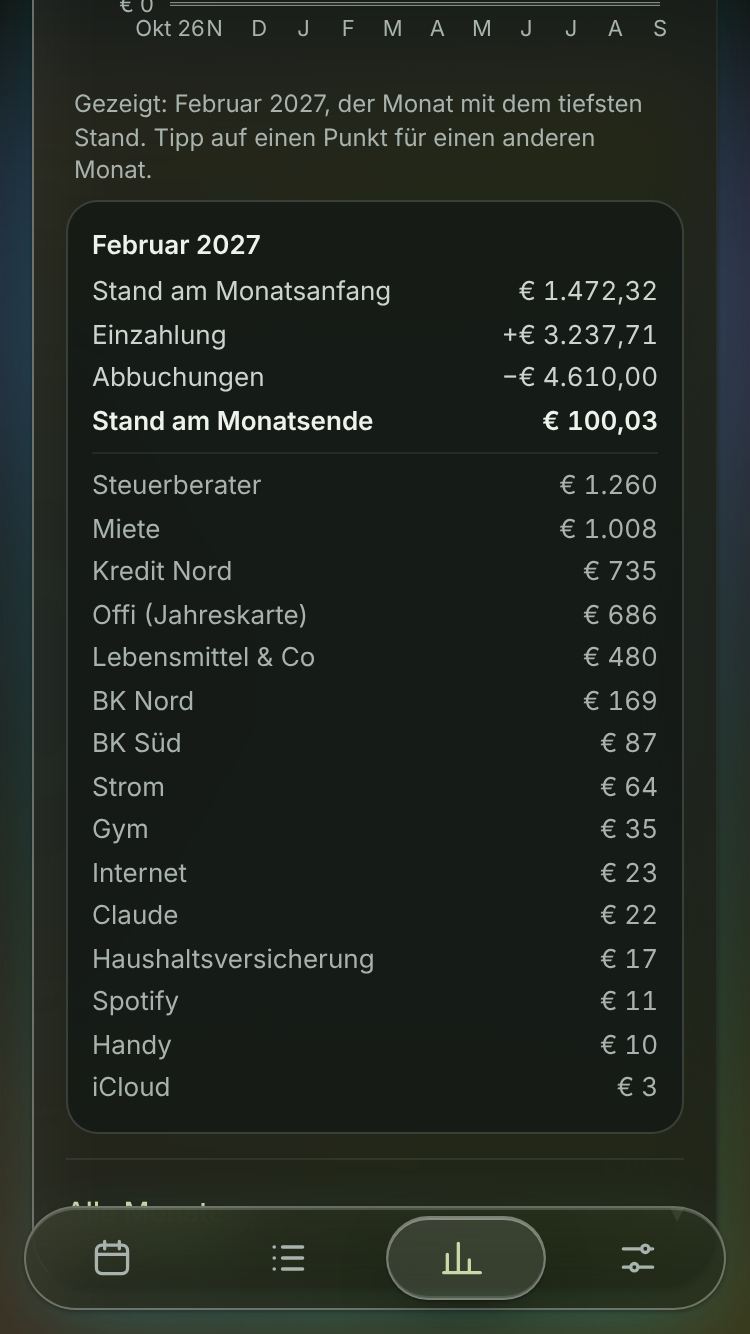 € 0
Okt 26 N D J F M A M J J A S
Gezeigt: Februar 2027, der Monat mit dem tiefsten
Stand. Tipp auf einen Punkt für einen anderen
Monat.
Februar 2027
Stand am Monatsanfang € 1.472,32
Einzahlung +€ 3.237,71
Abbuchungen −€ 4.610,00
Stand am Monatsende € 100,03
Steuerberater € 1.260
Miete € 1.008
Kredit Nord € 735
Offi (Jahreskarte) € 686
Lebensmittel & Co € 480
BK Nord € 169
BK Süd € 87
Strom € 64
Gym € 35
Internet € 23
Claude € 22
Haushaltsversicherung € 17
Spotify € 11
Handy € 10
iCloud € 3